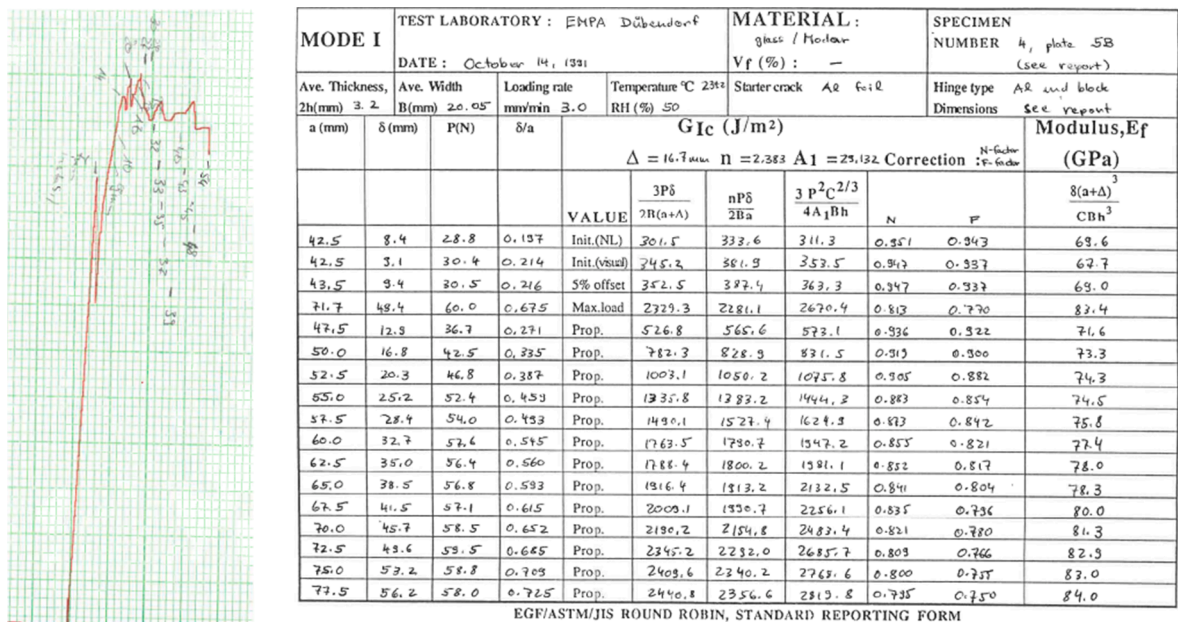 MODE I
TEST LABORATORY : EMPA Dübendorf
DATE : October 14, 1991
MATERIAL :
glass / Modar
Vf (%) : —
SPECIMEN
NUMBER 4, plate 5B
(see report)
Ave. Thickness, 2h(mm) 3.2
Ave. Width B(mm) 20.05
Loading rate mm/min 3.0
Temperature °C 23±2
RH (%) 50
Starter crack Al foil
Hinge type Al end block
Dimensions see report
a (mm) δ (mm) P(N) δ/a GIc (J/m²) Modulus,Ef (GPa)
Δ = 16.7mm n = 2.383 A1 = 29.132 Correction : N-factor F-factor
VALUE 3Pδ/2B(a+Δ) nPδ/2Ba 3 P²C^2/3/4A1Bh N F 8(a+Δ)³/CBh³
42.5 8.4 28.8 0.197 Init.(NL) 301.5 333.6 311.3 0.951 0.943 69.6
42.5 9.1 30.4 0.214 Init.(visual) 345.2 381.9 353.5 0.947 0.937 67.7
43.5 9.4 30.5 0.216 5% offset 352.5 387.4 363.3 0.947 0.937 69.0
71.7 48.4 60.0 0.675 Max.load 2329.3 2281.1 2670.4 0.813 0.770 83.4
47.5 12.9 36.7 0.271 Prop. 526.8 565.6 573.1 0.936 0.922 71.6
50.0 16.8 42.5 0.335 Prop. 782.3 828.9 831.5 0.919 0.900 73.3
52.5 20.3 46.8 0.387 Prop. 1003.1 1050.2 1075.8 0.905 0.882 74.3
55.0 25.2 52.4 0.459 Prop. 1335.8 1383.2 1444.3 0.883 0.854 74.5
57.5 28.4 54.0 0.493 Prop. 1490.1 1527.4 1624.9 0.873 0.842 75.8
60.0 32.7 57.6 0.545 Prop. 1763.5 1790.7 1947.2 0.855 0.821 77.4
62.5 35.0 56.4 0.560 Prop. 1788.4 1800.2 1981.1 0.852 0.817 78.0
65.0 38.5 56.8 0.593 Prop. 1916.4 1913.2 2132.5 0.841 0.804 78.3
67.5 41.5 57.1 0.615 Prop. 2009.1 1990.7 2256.1 0.835 0.796 80.0
70.0 45.7 58.5 0.652 Prop. 2190.2 2154.8 2483.4 0.821 0.780 81.3
72.5 49.6 59.5 0.685 Prop. 2345.2 2292.0 2685.7 0.809 0.766 82.9
75.0 53.2 58.8 0.709 Prop. 2409.6 2340.2 2769.6 0.800 0.755 83.0
77.5 56.2 58.0 0.725 Prop. 2440.8 2356.6 2819.8 0.795 0.750 84.0
EGF/ASTM/JIS ROUND ROBIN, STANDARD REPORTING FORM